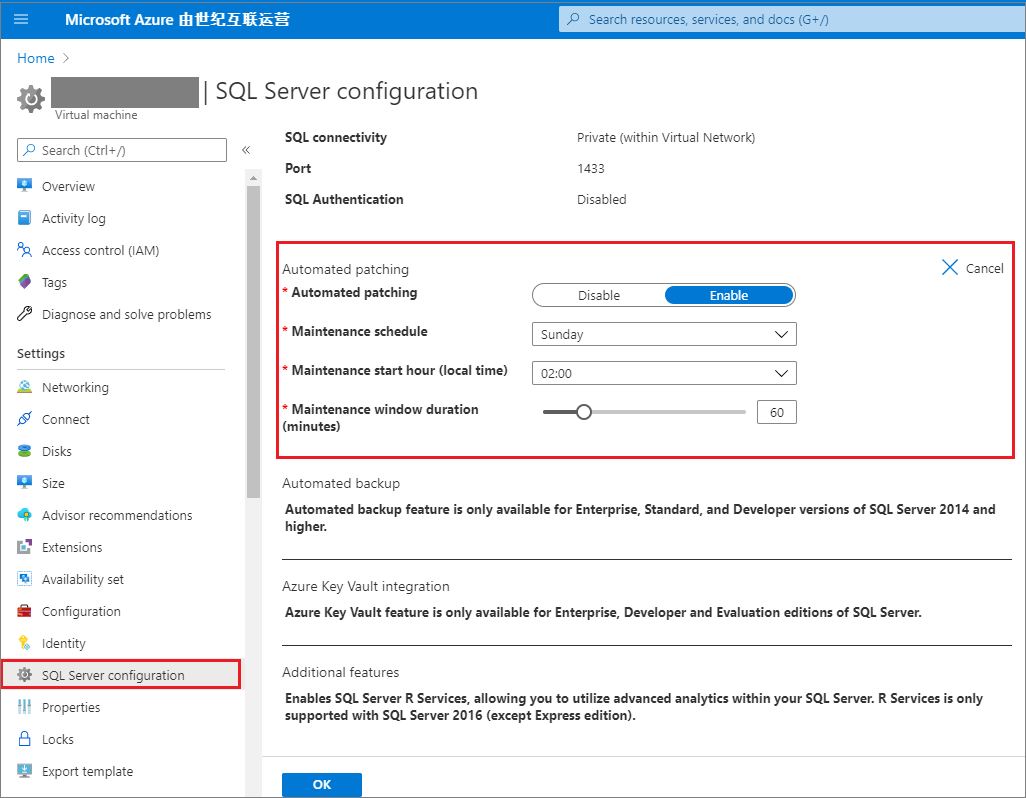 Microsoft Azure 由世纪互联运营
Search resources, services, and docs (G+/)
Home
| SQL Server configuration
Virtual machine
Search (Ctrl+/)
«
Overview
Activity log
Access control (IAM)
Tags
Diagnose and solve problems
Settings
Networking
Connect
Disks
Size
Advisor recommendations
Extensions
Availability set
Configuration
Identity
SQL Server configuration
Properties
Locks
Export template
SQL connectivity Private (within Virtual Network)
Port 1433
SQL Authentication Disabled
Automated patching
Cancel
* Automated patching Disable Enable
* Maintenance schedule Sunday
* Maintenance start hour (local time) 02:00
* Maintenance window duration
(minutes)
60
Automated backup
Automated backup feature is only available for Enterprise, Standard, and Developer versions of SQL Server 2014 and
higher.
Azure Key Vault integration
Azure Key Vault feature is only available for Enterprise, Developer and Evaluation editions of SQL Server.
Additional features
Enables SQL Server R Services, allowing you to utilize advanced analytics within your SQL Server. R Services is only
supported with SQL Server 2016 (except Express edition).
OK